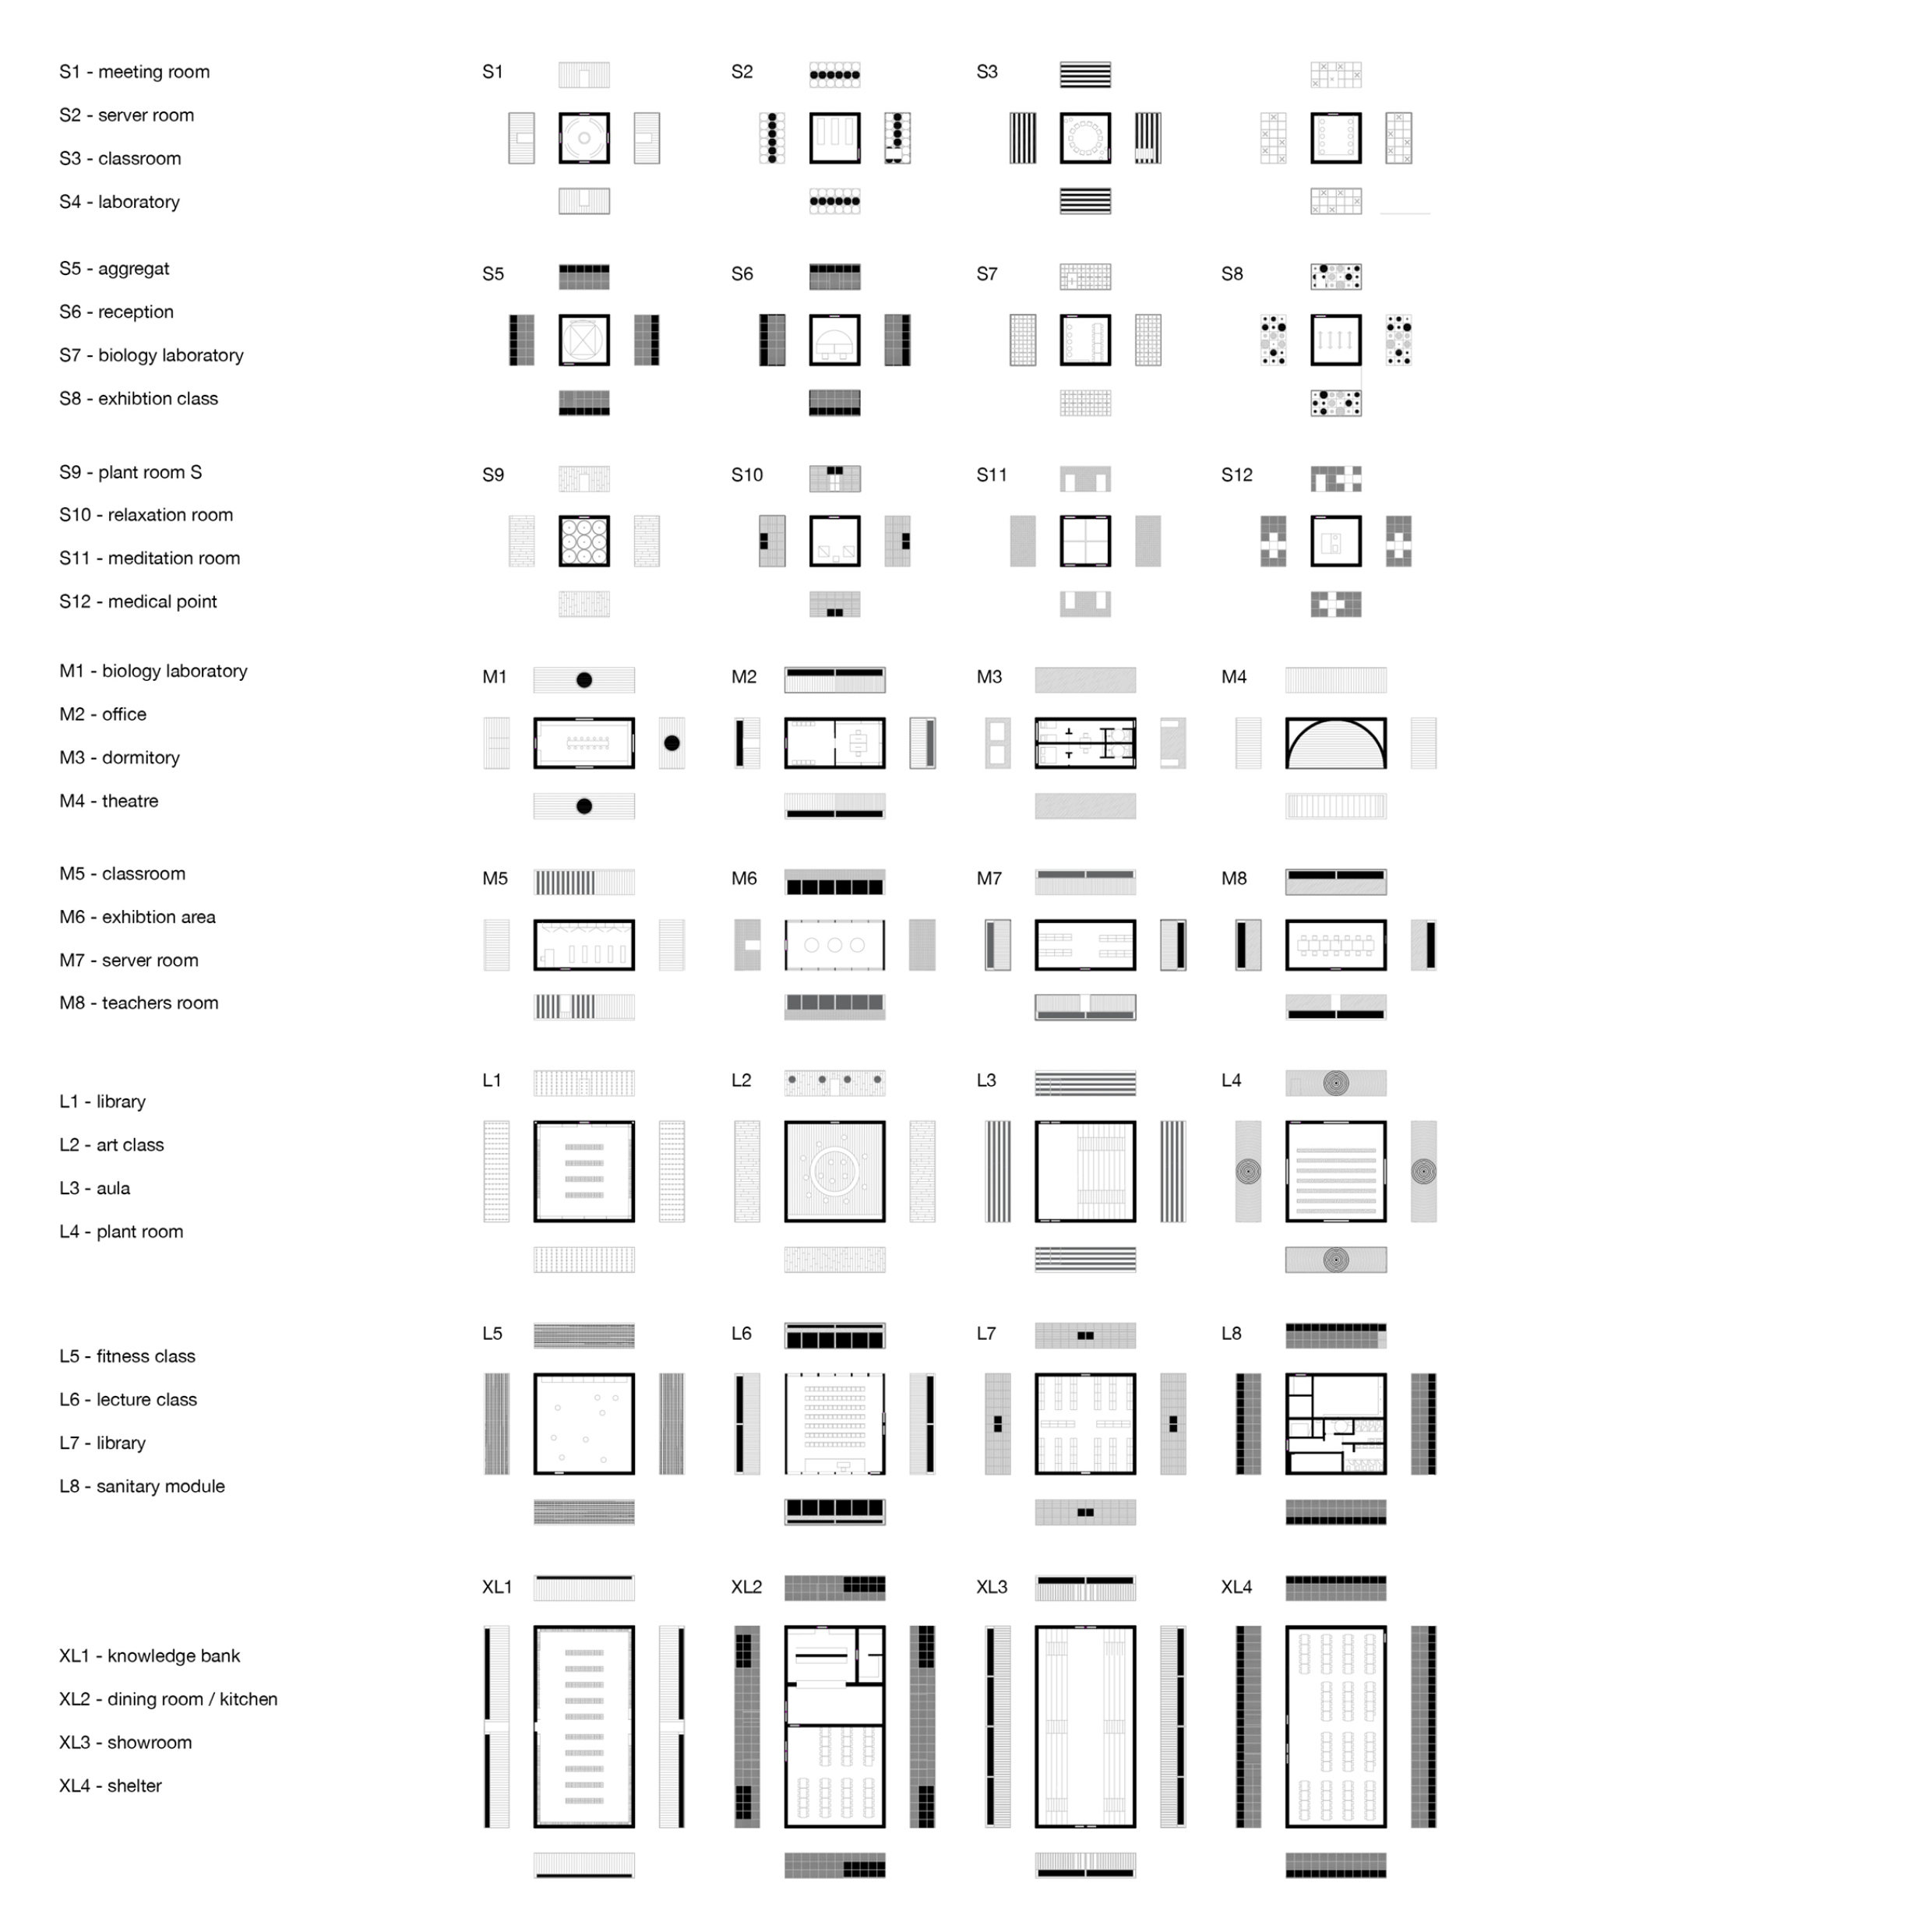 S1 - meeting room
S2 - server room
S3 - classroom
S4 - laboratory
S1 S2 S3
S5 - aggregat
S6 - reception
S7 - biology laboratory
S8 - exhibtion class
S5 S6 S7 S8
S9 - plant room S
S10 - relaxation room
S11 - meditation room
S12 - medical point
S9 S10 S11 S12
M1 - biology laboratory
M2 - office
M3 - dormitory
M4 - theatre
M1 M2 M3 M4
M5 - classroom
M6 - exhibtion area
M7 - server room
M8 - teachers room
M5 M6 M7 M8
L1 - library
L2 - art class
L3 - aula
L4 - plant room
L1 L2 L3 L4
L5 - fitness class
L6 - lecture class
L7 - library
L8 - sanitary module
L5 L6 L7 L8
XL1 - knowledge bank
XL2 - dining room / kitchen
XL3 - showroom
XL4 - shelter
XL1 XL2 XL3 XL4